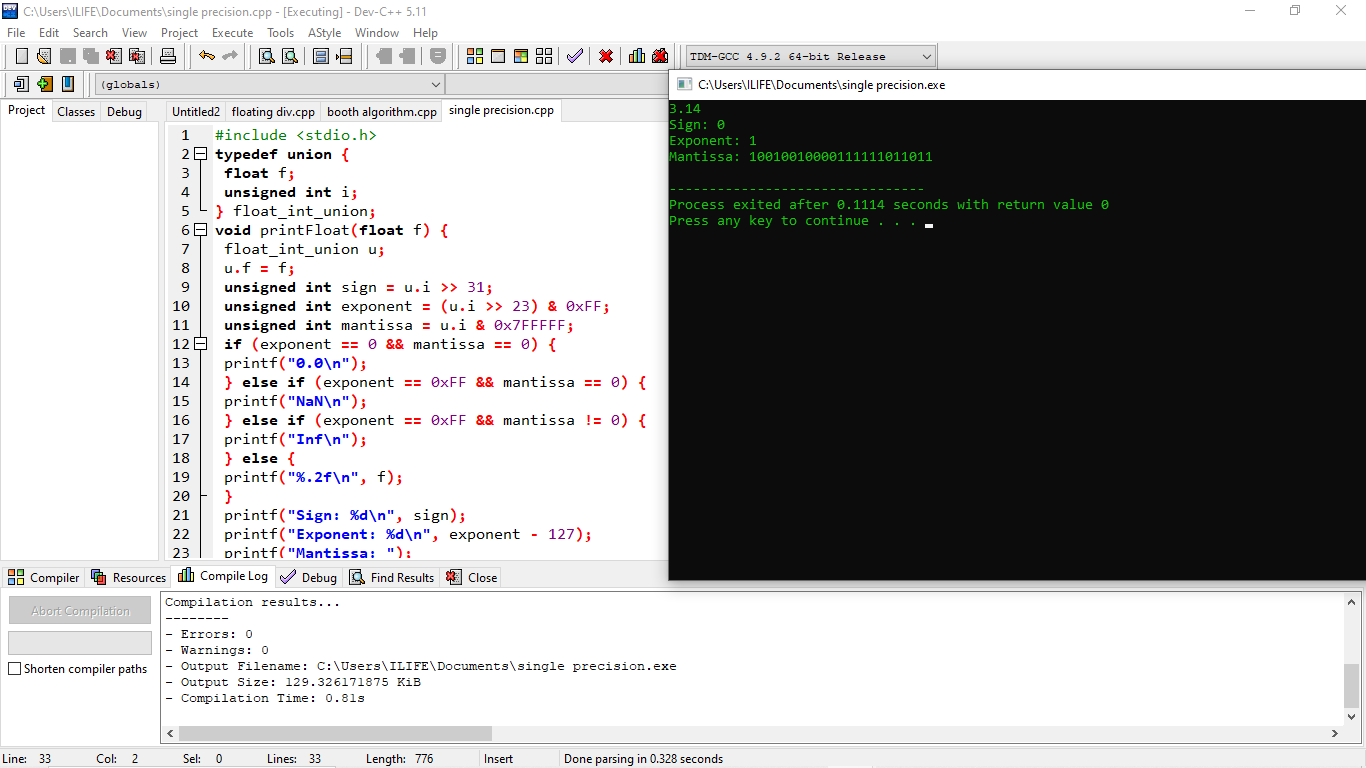 C:\Users\ILIFE\Documents\single precision.cpp - [Executing] - Dev-C++ 5.11
File Edit Search View Project Execute Tools AStyle Window Help
TDM-GCC 4.9.2 64-bit Release
(globals)
C:\Users\ILIFE\Documents\single precision.exe
Project Classes Debug
Untitled2 floating div.cpp booth algorithm.cpp single precision.cpp
1 #include <stdio.h>
2 typedef union {
3 float f;
4 unsigned int i;
5 } float_int_union;
6 void printFloat(float f) {
7 float_int_union u;
8 u.f = f;
9 unsigned int sign = u.i >> 31;
10 unsigned int exponent = (u.i >> 23) & 0xFF;
11 unsigned int mantissa = u.i & 0x7FFFFF;
12 if (exponent == 0 && mantissa == 0) {
13 printf("0.0\n");
14 } else if (exponent == 0xFF && mantissa == 0) {
15 printf("NaN\n");
16 } else if (exponent == 0xFF && mantissa != 0) {
17 printf("Inf\n");
18 } else {
19 printf("%.2f\n", f);
20 }
21 printf("Sign: %d\n", sign);
22 printf("Exponent: %d\n", exponent - 127);
23 printf("Mantissa: ");
3.14
Sign: 0
Exponent: 1
Mantissa: 10010010000111111011011
--------------------------------
Process exited after 0.1114 seconds with return value 0
Press any key to continue . . .
Compiler Resources Compile Log Debug Find Results Close
Abort Compilation
Shorten compiler paths
Compilation results...
--------
- Errors: 0
- Warnings: 0
- Output Filename: C:\Users\ILIFE\Documents\single precision.exe
- Output Size: 129.326171875 KiB
- Compilation Time: 0.81s
Line: 33 Col: 2 Sel: 0 Lines: 33 Length: 776 Insert Done parsing in 0.328 seconds